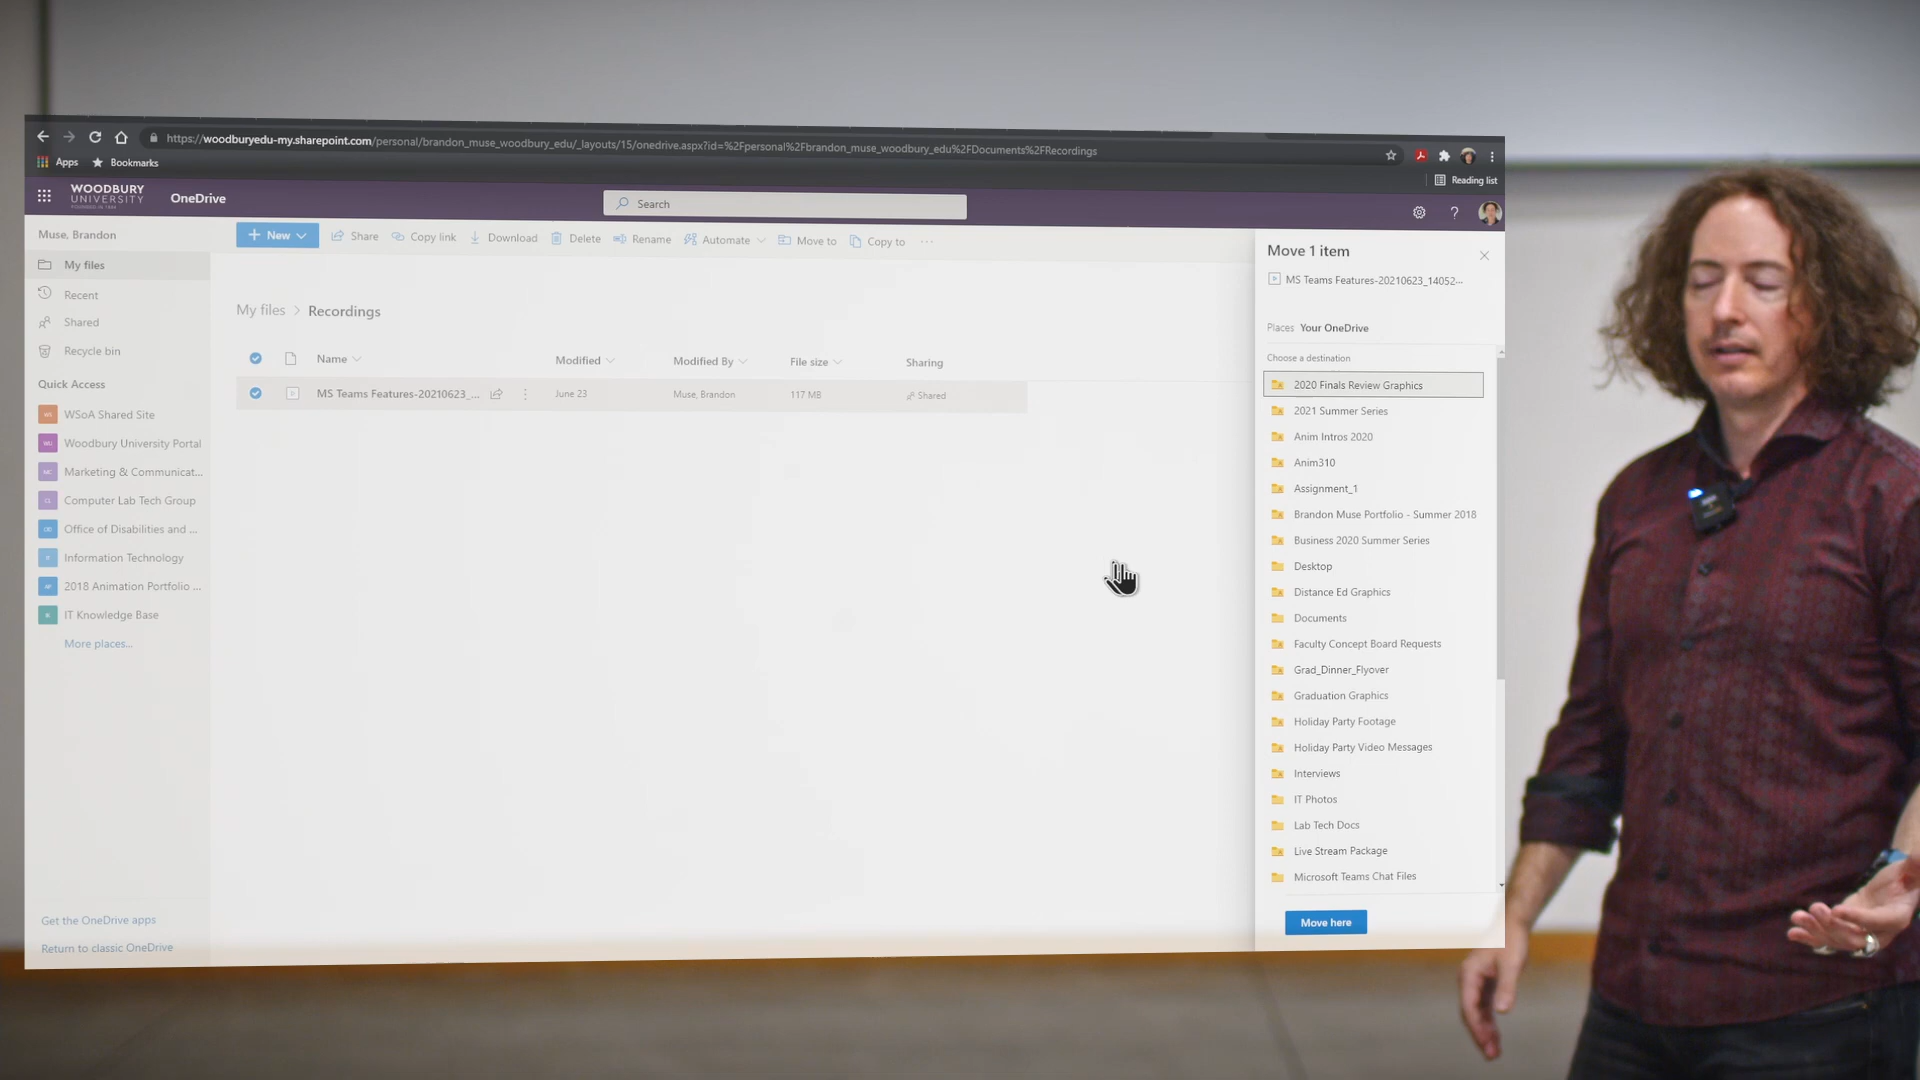 https://woodburyedu-my.sharepoint.com/personal/brandon_muse_woodbury_edu/_layouts/15/onedrive.aspx?id=%2Fpersonal%2Fbrandon_muse_woodbury_edu%2FDocuments%2FRecordings
Apps
Bookmarks
Reading list
WOODBURY
UNIVERSITY
OneDrive
Search
?
Muse, Brandon
New
Share
Copy link
Download
Delete
Rename
Automate
Move to
Copy to
...
My files
Recent
Shared
Recycle bin
Quick Access
WSoA Shared Site
Woodbury University Portal
Marketing & Communicat...
Computer Lab Tech Group
Office of Disabilities and ...
Information Technology
2018 Animation Portfolio ...
IT Knowledge Base
More places...
Get the OneDrive apps
Return to classic OneDrive
My files > Recordings
Name Modified Modified By File size Sharing
MS Teams Features-20210623_... June 23 Muse, Brandon 117 MB Shared
Move 1 item
MS Teams Features-20210623_14052...
Places Your OneDrive
Choose a destination
2020 Finals Review Graphics
2021 Summer Series
Anim Intros 2020
Anim310
Assignment_1
Brandon Muse Portfolio - Summer 2018
Business 2020 Summer Series
Desktop
Distance Ed Graphics
Documents
Faculty Concept Board Requests
Grad_Dinner_Flyover
Graduation Graphics
Holiday Party Footage
Holiday Party Video Messages
Interviews
IT Photos
Lab Tech Docs
Live Stream Package
Microsoft Teams Chat Files
Move here